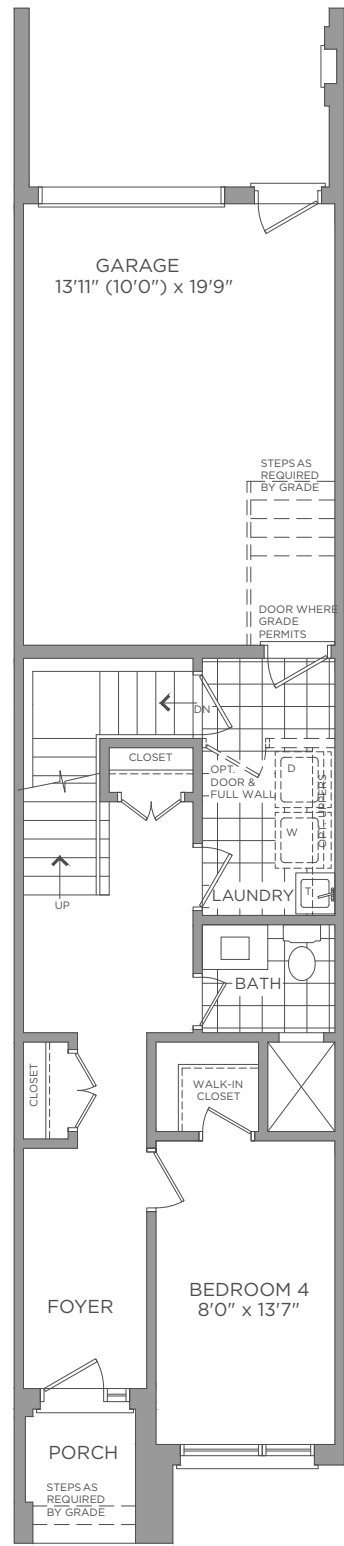 GARAGE
13'11" (10'0") x 19'9"
STEPS AS
REQUIRED
BY GRADE
DOOR WHERE
GRADE
PERMITS
DN
CLOSET
OPT.
DOOR &
FULL WALL
D
OPT. UPPERS
W
UP
LAUNDRY
T
BATH
CLOSET
WALK-IN
CLOSET
BEDROOM 4
8'0" x 13'7"
FOYER
PORCH
STEPS AS
REQUIRED
BY GRADE